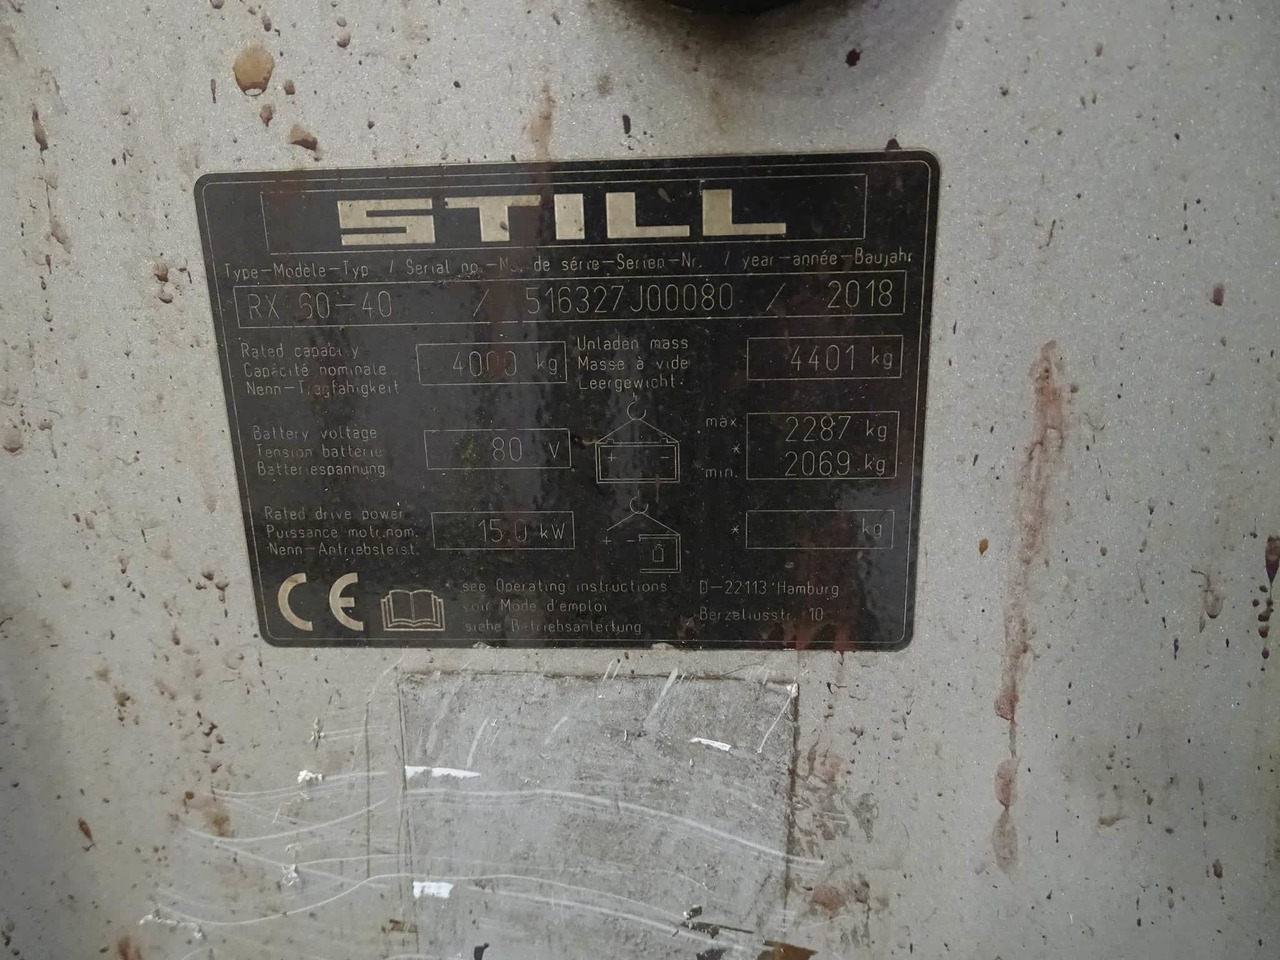 STILL
Type-Modèle-Typ / Serial no.-No. de série-Serien-Nr. / year-année-Baujahr
RX 60-40 / 516327J00080 / 2018
Rated capacity
Capacité nominale
Nenn-Tragfähigkeit
4000 kg
Unladen mass
Masse à vide
Leergewicht
4401 kg
Battery voltage
Tension batterie
Batteriespannung
80 V
+ -
max.
*
min.
2287 kg
2069 kg
Rated drive power
Puissance motr.nom.
Nenn-Antriebsleist.
15.0 kW
+ -
* kg
CE
see Operating instructions
voir Mode d'emploi
siehe Betriebsanleitung
D-22113 Hamburg
Berzeliusstr. 10